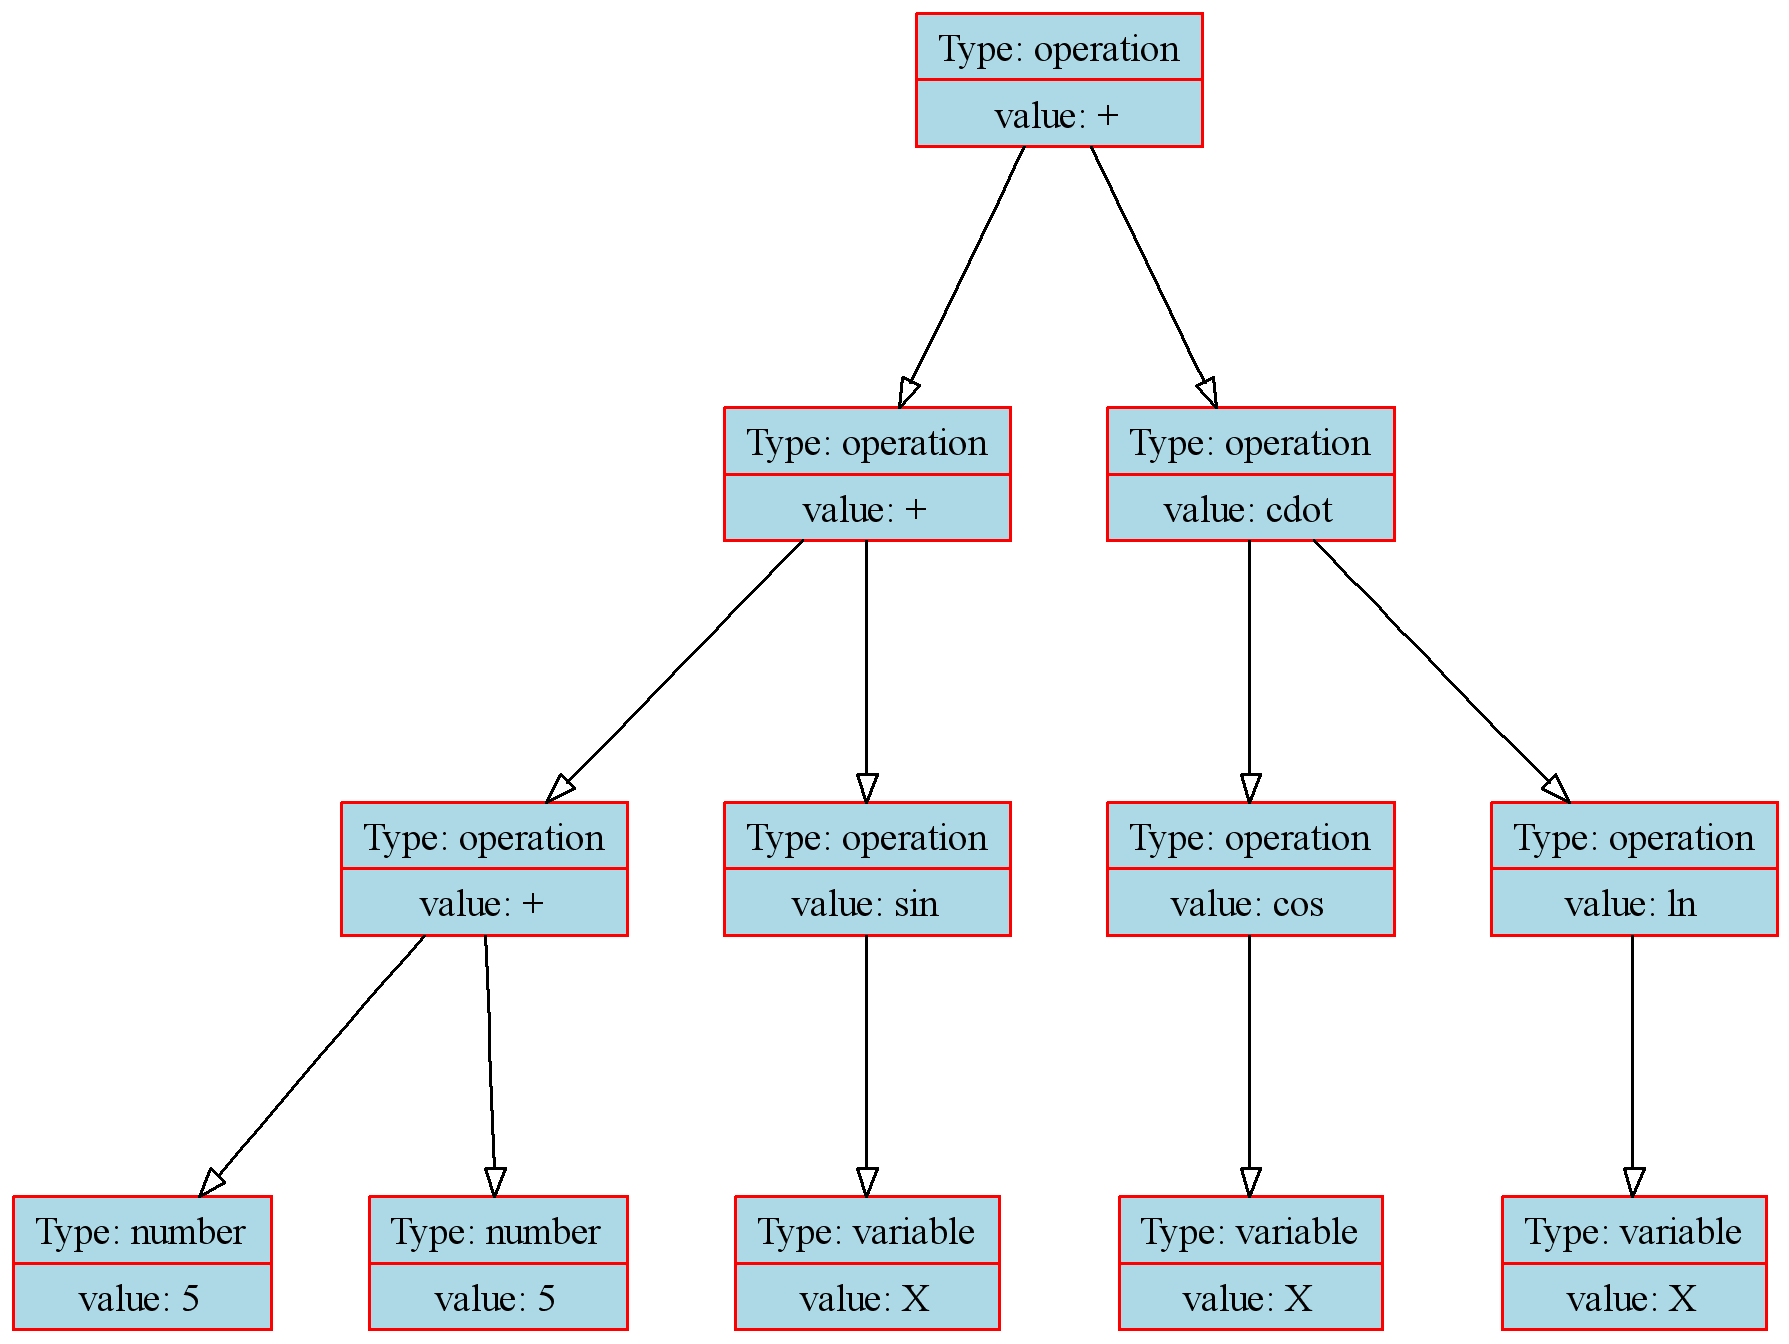 Type: operation
value: +
Type: operation
value: +
Type: operation
value: cdot
Type: operation
value: +
Type: operation
value: sin
Type: operation
value: cos
Type: operation
value: ln
Type: number
value: 5
Type: number
value: 5
Type: variable
value: X
Type: variable
value: X
Type: variable
value: X